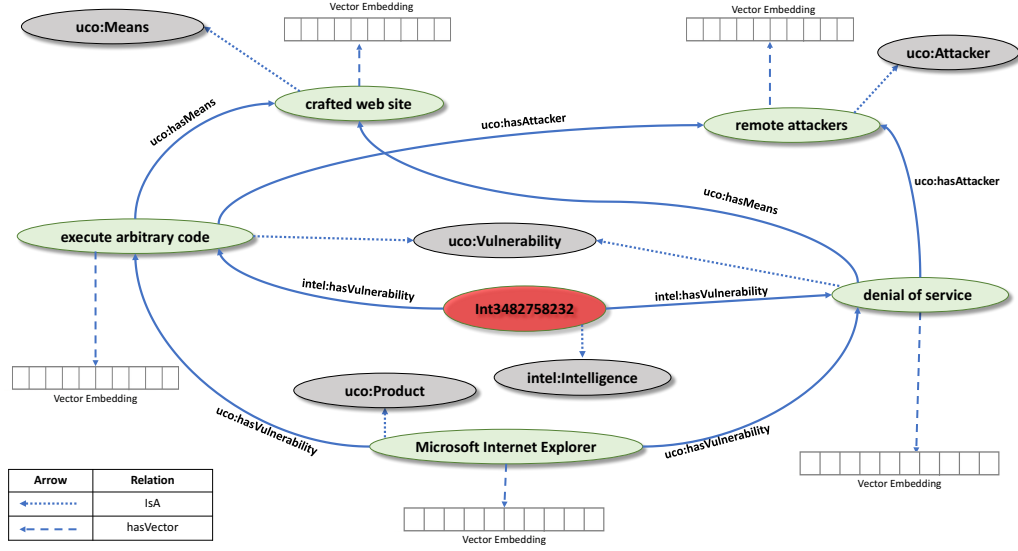 Vector Embedding
Vector Embedding
uco:Means
uco:Attacker
crafted web site
remote attackers
uco:hasMeans
uco:hasAttacker
uco:hasAttacker
uco:hasMeans
execute arbitrary code
uco:Vulnerability
intel:hasVulnerability
intel:hasVulnerability
denial of service
Int3482758232
intel:Intelligence
uco:Product
Vector Embedding
uco:hasVulnerability
uco:hasVulnerability
Microsoft Internet Explorer
Vector Embedding
Arrow Relation
IsA
hasVector
Vector Embedding